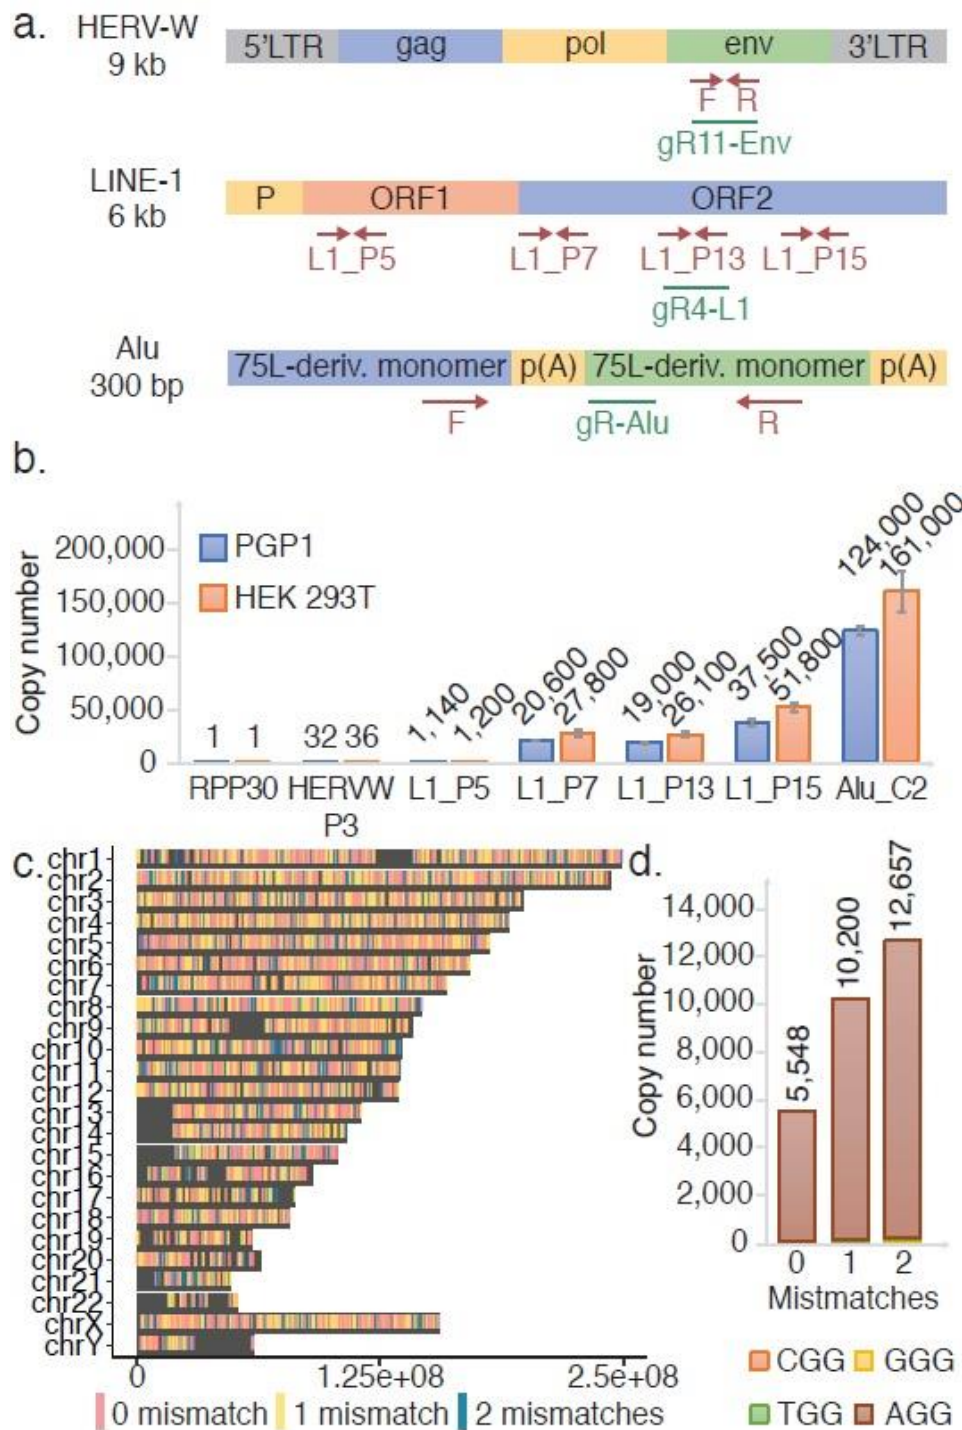 a.
HERV-W
9 kb
5'LTR gag pol env 3'LTR
F R
gR11-Env
LINE-1
6 kb
P ORF1 ORF2
L1_P5 L1_P7 L1_P13 L1_P15
gR4-L1
Alu
300 bp
75L-deriv. monomer p(A) 75L-deriv. monomer p(A)
F gR-Alu R
b.
Copy number
200,000
150,000
100,000
50,000
0
PGP1
HEK 293T
1 1 32 36 1,140 1,200 20,600 27,800 19,000 26,100 37,500 51,800 124,000 161,000
RPP30 HERVW P3 L1_P5 L1_P7 L1_P13 L1_P15 Alu_C2
c.
chr1
chr2
chr3
chr4
chr5
chr6
chr7
chr8
chr9
chr10
chr11
chr12
chr13
chr14
chr15
chr16
chr17
chr18
chr19
chr20
chr21
chr22
chrX
chrY
0 1.25e+08 2.5e+08
0 mismatch 1 mismatch 2 mismatches
d.
Copy number
14,000
12,000
10,000
8,000
6,000
4,000
2,000
0
5,548 10,200 12,657
0 1 2
Mistmatches
CGG GGG
TGG AGG